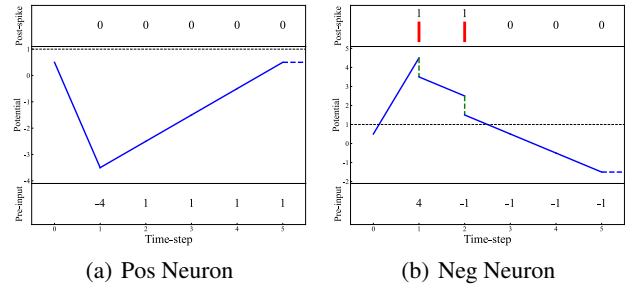 Post-spike
0 0 0 0 0
Potential
1
0
-1
-2
-3
-4
Pre-input
-4 1 1 1 1
0 1 2 3 4 5
Time-step
(a) Pos Neuron
Post-spike
1 1 0 0 0
Potential
5
4
3
2
1
0
-1
-2
Pre-input
4 -1 -1 -1 -1
0 1 2 3 4 5
Time-step
(b) Neg Neuron